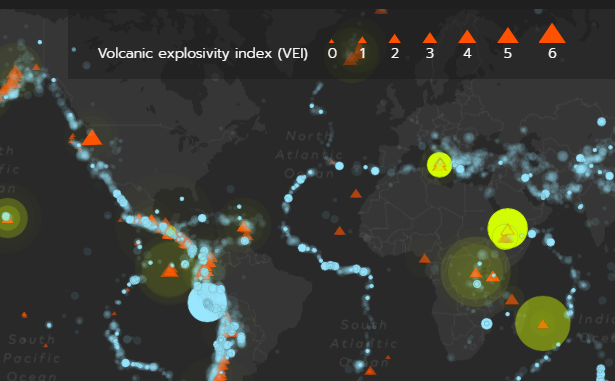 Volcanic explosivity index (VEI) 0 1 2 3 4 5 6
North
Atlantic
Ocean
South
Pacific
Ocean
South
Atlantic
Ocean